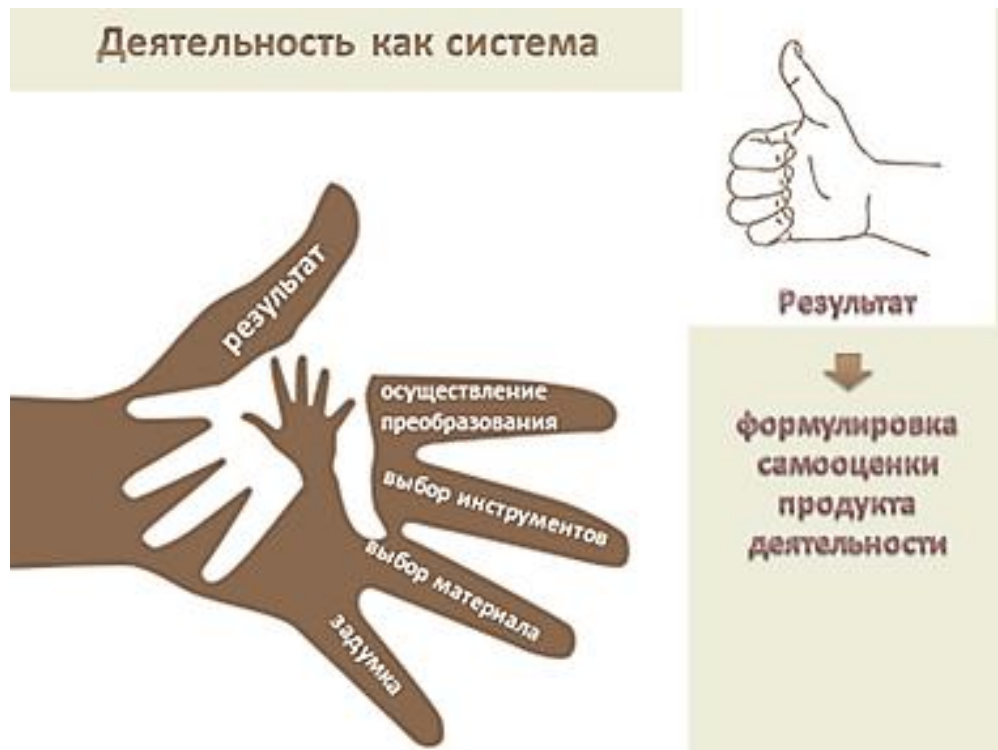 Деятельность как система
результат
осуществление
преобразования
выбор инструментов
выбор материала
задумка
Результат
формулировка
самооценки
продукта
деятельности